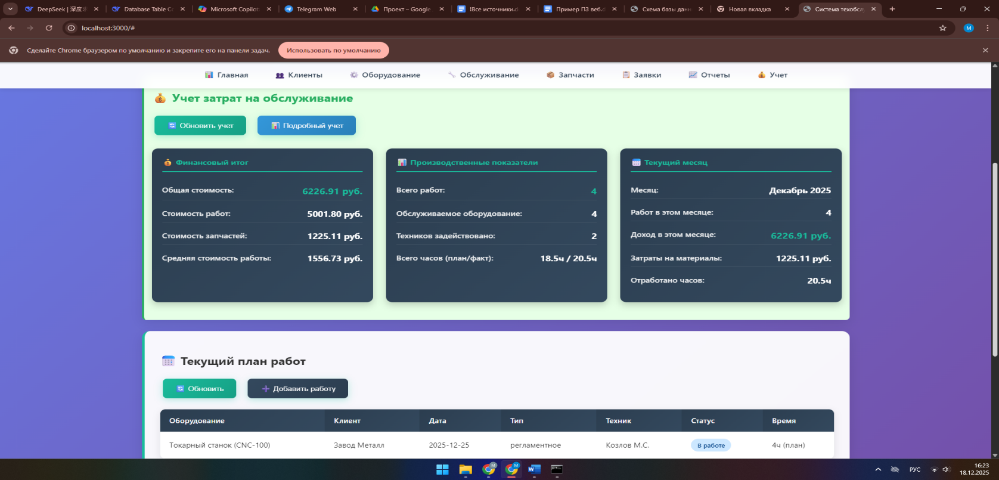 DeepSeek | 深度
Database Table Co
Microsoft Copilot:
Telegram Web
Проект – Google
!Все источники.d
Пример ПЗ веб.d
Схема базы данн
Новая вкладка
Система техобслу
localhost:3000/#
М
Сделайте Chrome браузером по умолчанию и закрепите его на панели задач.
Использовать по умолчанию
Главная
Клиенты
Оборудование
Обслуживание
Запчасти
Заявки
Отчеты
Учет
Учет затрат на обслуживание
Обновить учет
Подробный учет
Финансовый итог
Общая стоимость: 6226.91 руб.
Стоимость работ: 5001.80 руб.
Стоимость запчастей: 1225.11 руб.
Средняя стоимость работы: 1556.73 руб.
Производственные показатели
Всего работ: 4
Обслуживаемое оборудование: 4
Техников задействовано: 2
Всего часов (план/факт): 18.5ч / 20.5ч
Текущий месяц
Месяц: Декабрь 2025
Работ в этом месяце: 4
Доход в этом месяце: 6226.91 руб.
Затраты на материалы: 1225.11 руб.
Отработано часов: 20.5ч
Текущий план работ
Обновить
Добавить работу
Оборудование Клиент Дата Тип Техник Статус Время
Токарный станок (CNC-100) Завод Металл 2025-12-25 регламентное Козлов М.С. В работе 4ч (план)
РУС
16:23
18.12.2025